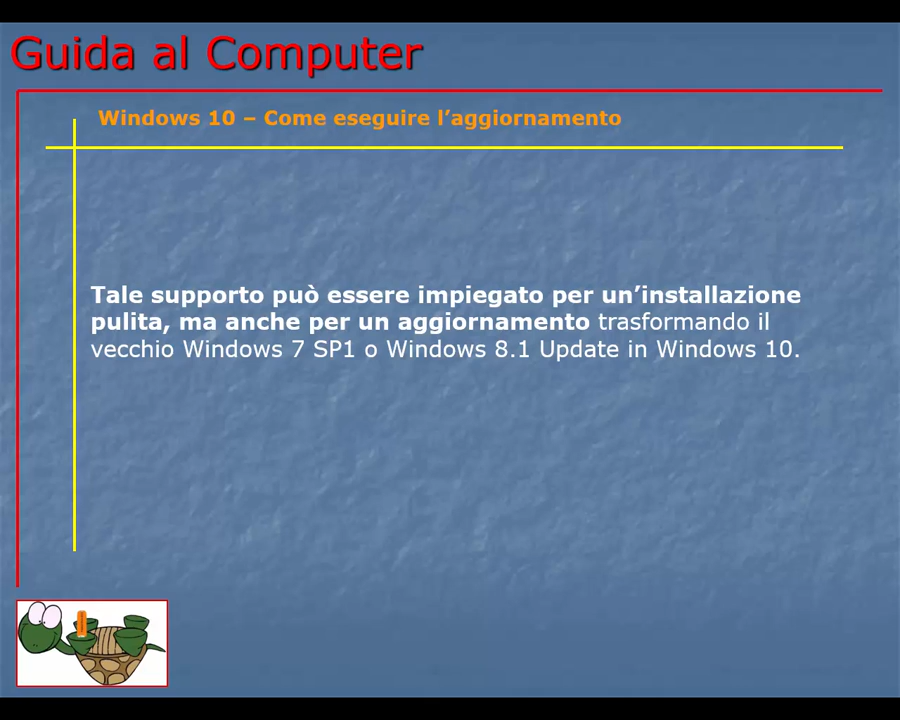 Guida al Computer
Windows 10 – Come eseguire l’aggiornamento
Tale supporto può essere impiegato per un’installazione
pulita, ma anche per un aggiornamento trasformando il
vecchio Windows 7 SP1 o Windows 8.1 Update in Windows 10.